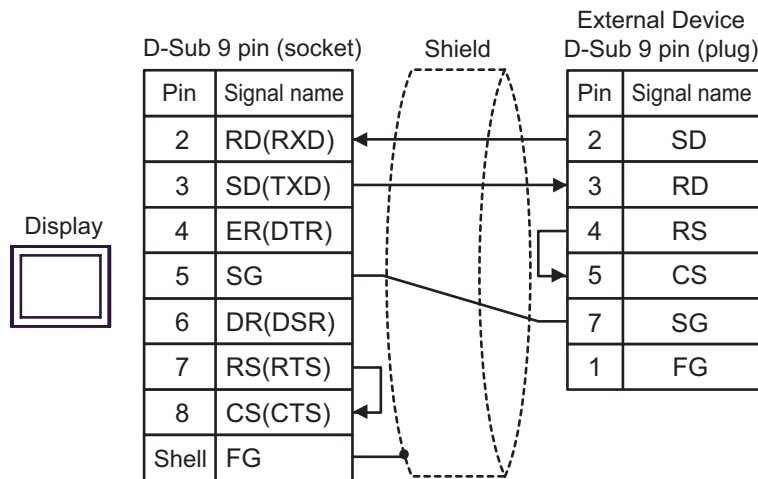 External Device
D-Sub 9 pin (socket) Shield D-Sub 9 pin (plug)
Pin Signal name Pin Signal name
2 RD(RXD) 2 SD
3 SD(TXD) 3 RD
Display 4 ER(DTR) 4 RS
5 SG 5 CS
6 DR(DSR) 7 SG
7 RS(RTS) 1 FG
8 CS(CTS)
Shell FG